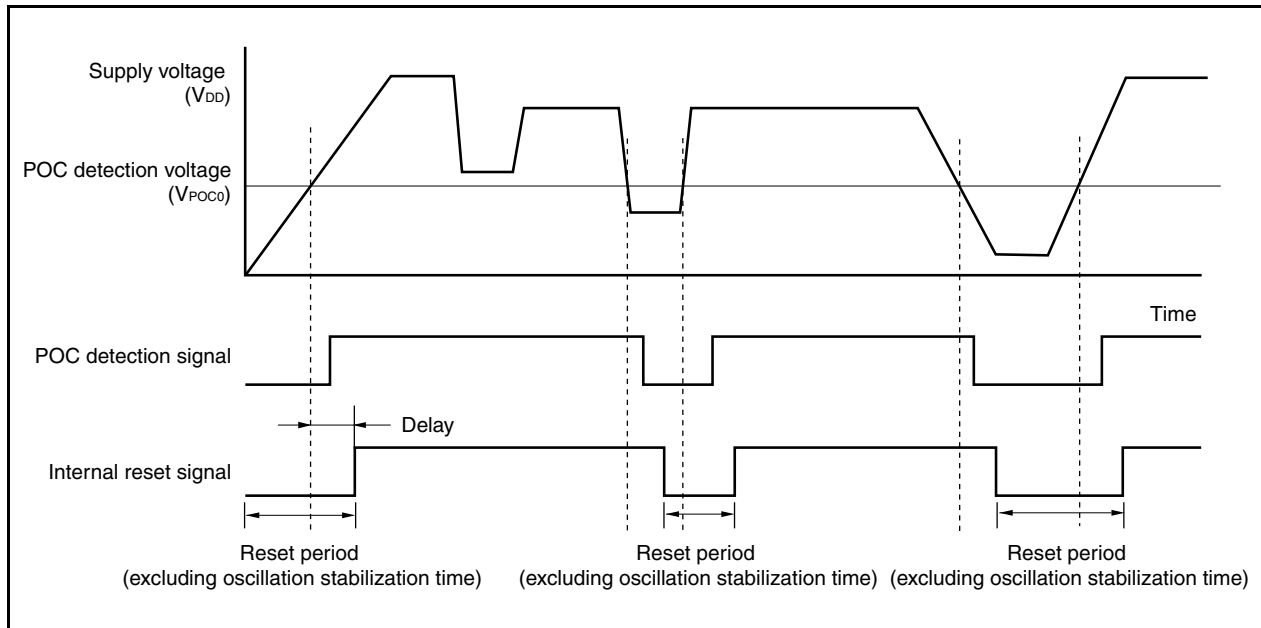 Supply voltage
(VDD)
POC detection voltage
(VPOC0)
Time
POC detection signal
Delay
Internal reset signal
Reset period
(excluding oscillation stabilization time)
Reset period
(excluding oscillation stabilization time)
Reset period
(excluding oscillation stabilization time)